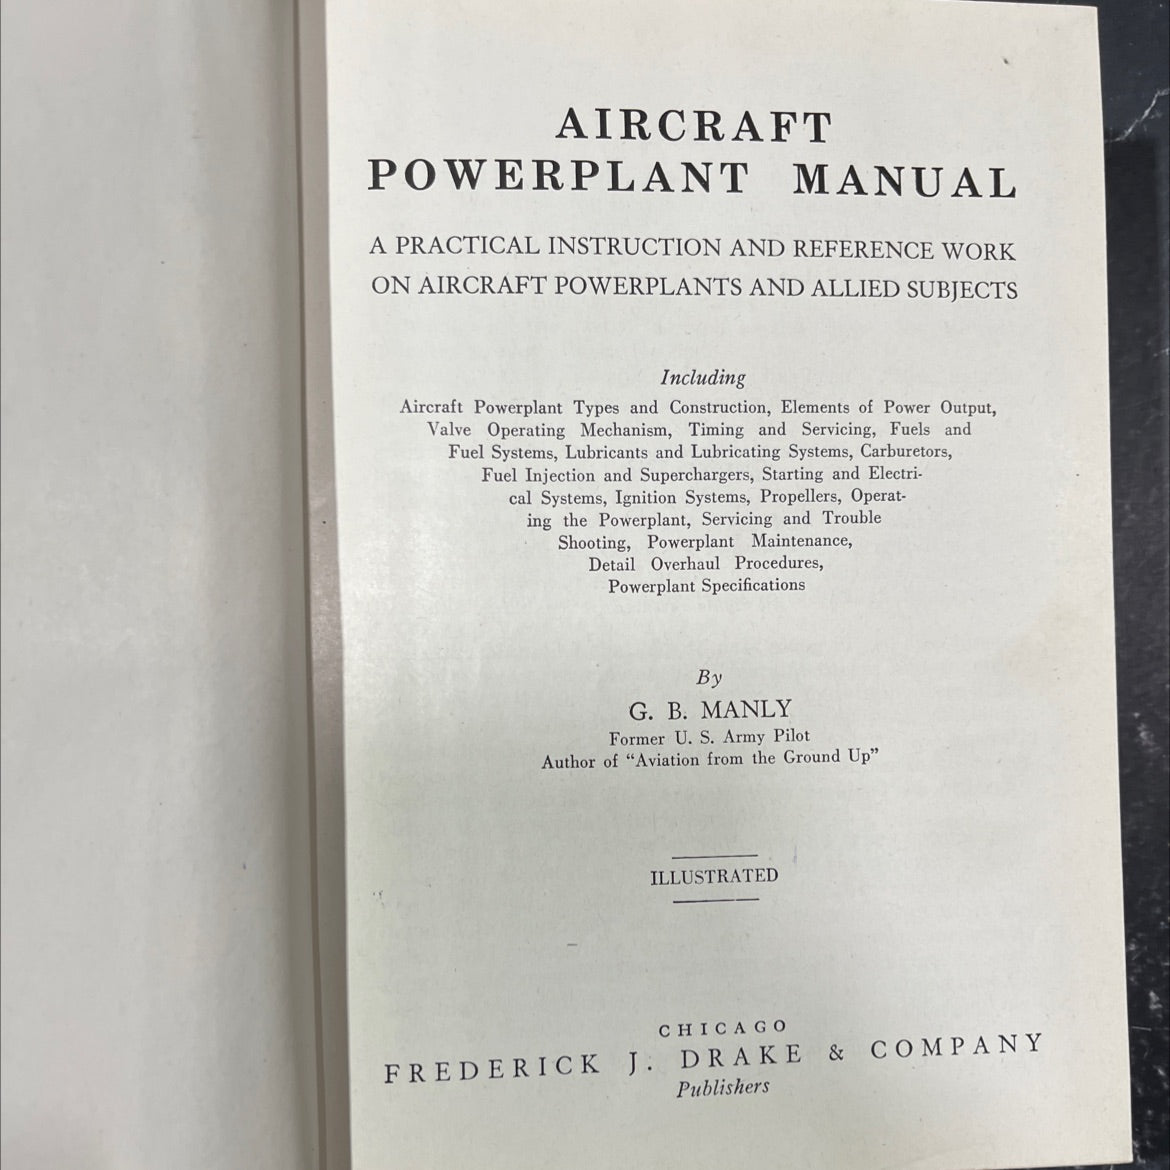 AIRCRAFT
POWERPLANT MANUAL
A PRACTICAL INSTRUCTION AND REFERENCE WORK
ON AIRCRAFT POWERPLANTS AND ALLIED SUBJECTS
Including
Aircraft Powerplant Types and Construction, Elements of Power Output,
Valve Operating Mechanism, Timing and Servicing, Fuels and
Fuel Systems, Lubricants and Lubricating Systems, Carburetors,
Fuel Injection and Superchargers, Starting and Electri-
cal Systems, Ignition Systems, Propellers, Operat-
ing the Powerplant, Servicing and Trouble
Shooting, Powerplant Maintenance,
Detail Overhaul Procedures,
Powerplant Specifications
By
G. B. MANLY
Former U. S. Army Pilot
Author of “Aviation from the Ground Up”
ILLUSTRATED
CHICAGO
FREDERICK J. DRAKE & COMPANY
Publishers